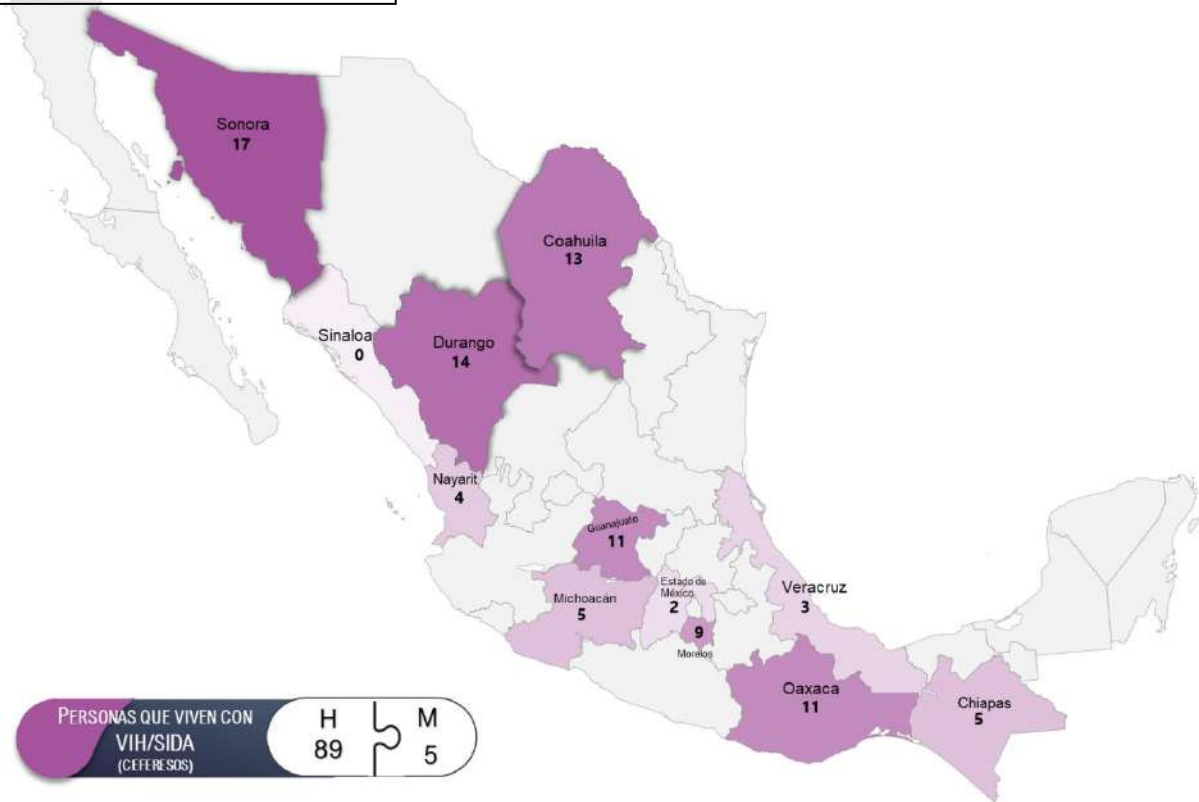 Sonora
17
Coahuila
13
Sinaloa
0
Durango
14
Nayarit
4
Guanajuato
11
Michoacán
5
Estado de
México
2
9
Morelos
Veracruz
3
Oaxaca
11
Chiapas
5
PERSONAS QUE VIVEN CON
VIH/SIDA
(CEFERESOS)
H
89
M
5